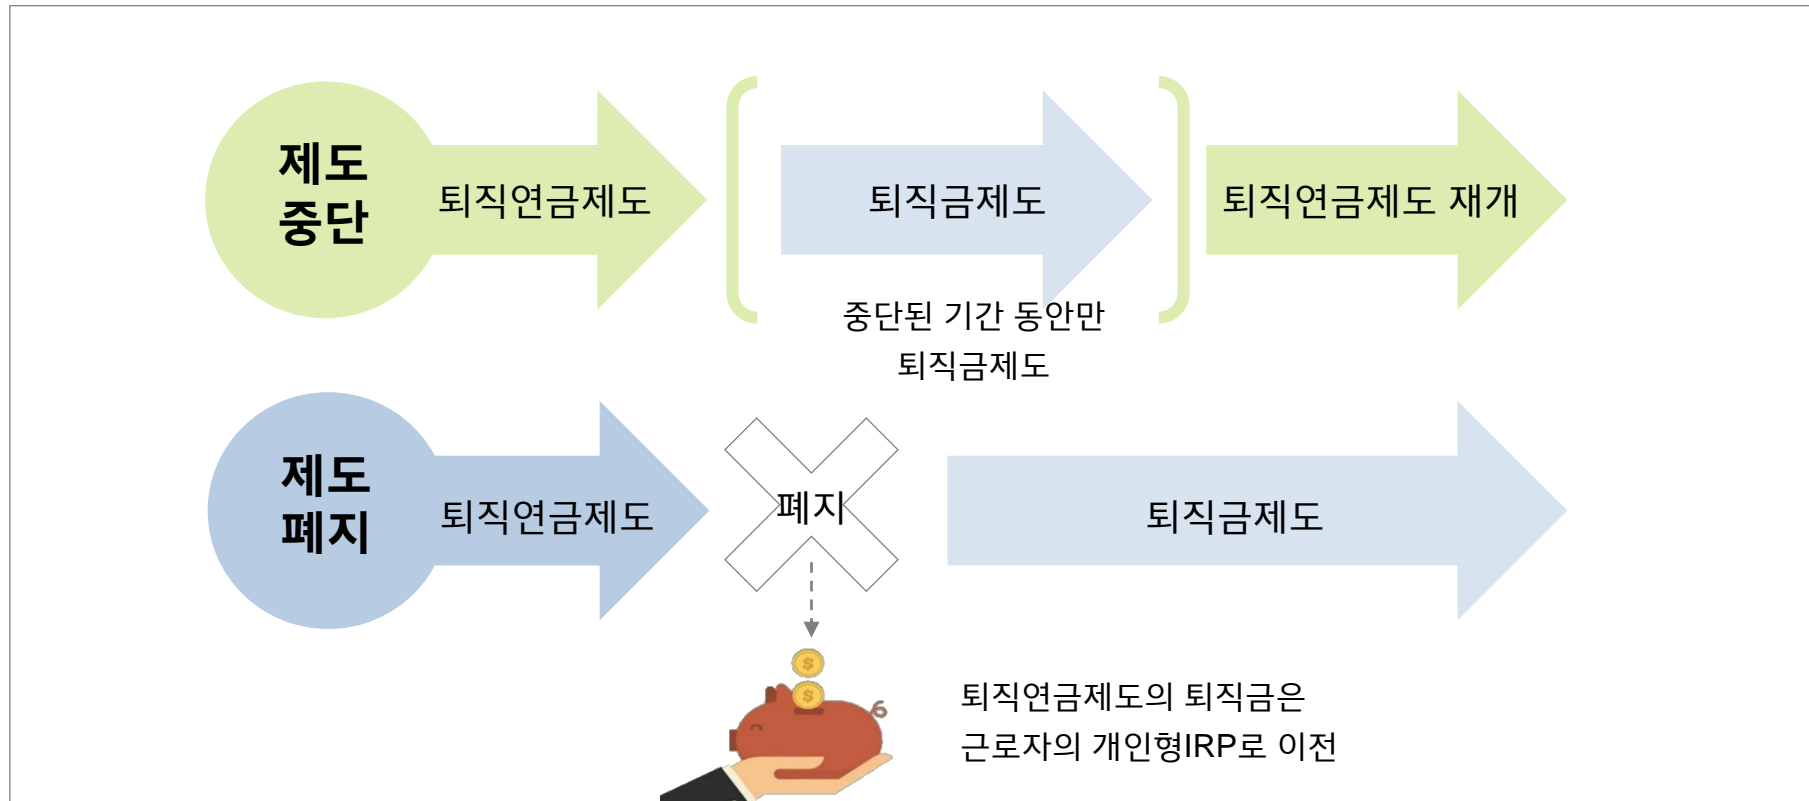 제도
중단
퇴직연금제도
퇴직금제도
퇴직연금제도 재개
중단된 기간 동안만
퇴직금제도
제도
폐지
퇴직연금제도
폐지
퇴직금제도
$
$
퇴직연금제도의 퇴직금은
근로자의 개인형IRP로 이전